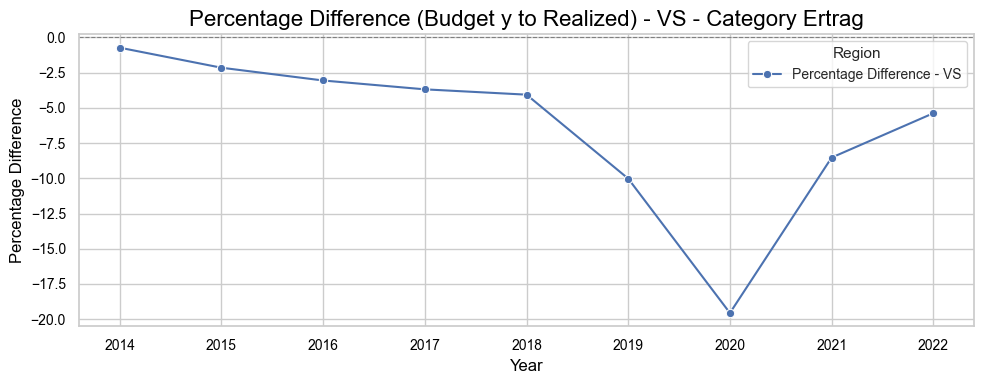 Percentage Difference (Budget y to Realized) - VS - Category Ertrag
Region
Percentage Difference - VS
Percentage Difference
0.0
−2.5
−5.0
−7.5
−10.0
−12.5
−15.0
−17.5
−20.0
2014 2015 2016 2017 2018 2019 2020 2021 2022
Year